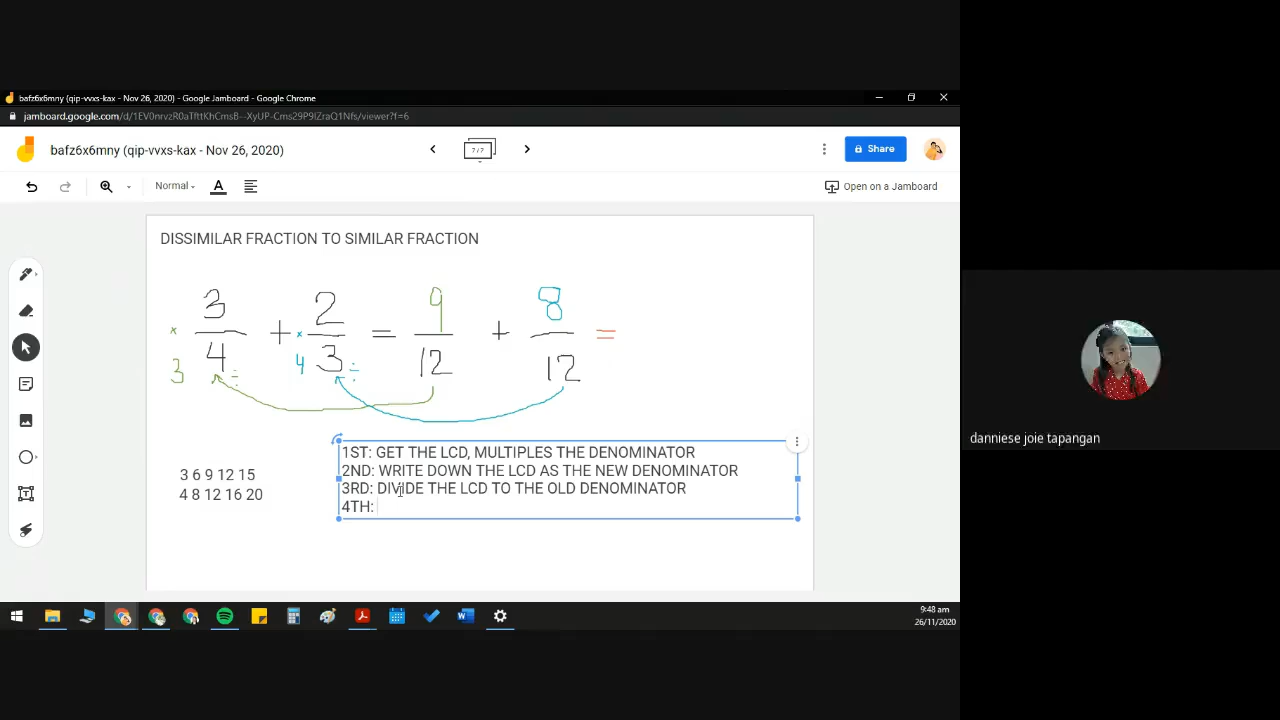 bafz6x6mny (qip-vvxs-kax - Nov 26, 2020) - Google Jamboard - Google Chrome
jamboard.google.com/d/1EV0nrvzR0aTfttKhCmsB--XyUP-Cms29P9IZraQ1Nfs/viewer?f=6
bafz6x6mny (qip-vvxs-kax - Nov 26, 2020)
7 / 7
Share
Normal
A
Open on a Jamboard
DISSIMILAR FRACTION TO SIMILAR FRACTION
3 2 9 8
× + × = + =
3 4 ÷ 4 3 ÷ 12 12
danniese joie tapangan
1ST: GET THE LCD, MULTIPLES THE DENOMINATOR
2ND: WRITE DOWN THE LCD AS THE NEW DENOMINATOR
3RD: DIVIDE THE LCD TO THE OLD DENOMINATOR
4TH:
3 6 9 12 15
4 8 12 16 20
9:48 am
26/11/2020